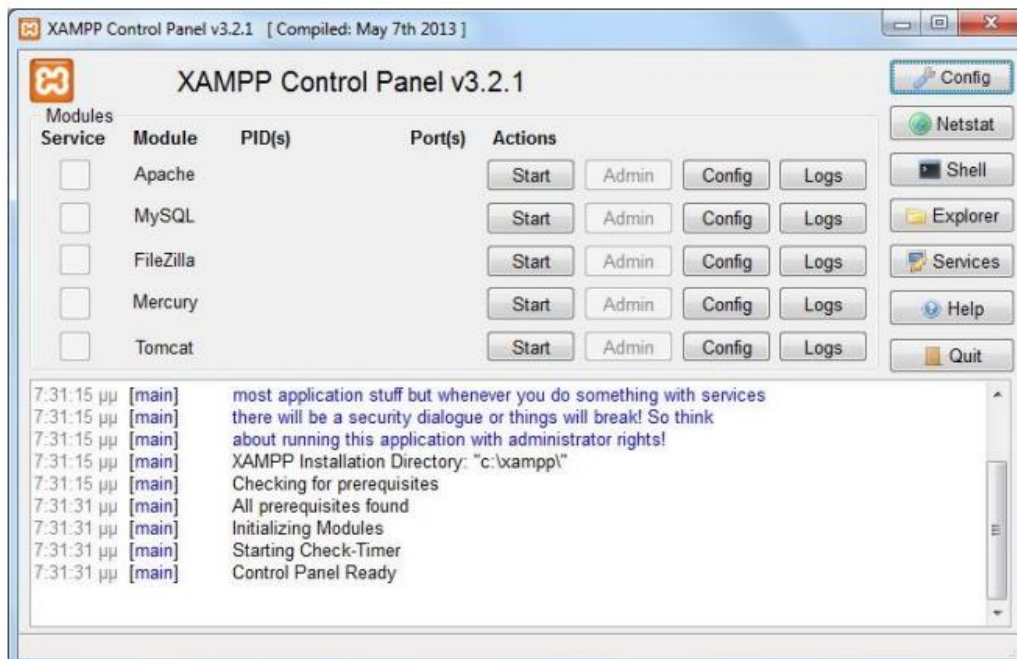 XAMPP Control Panel v3.2.1 [ Compiled: May 7th 2013 ]
XAMPP Control Panel v3.2.1
Config
Modules
Service Module PID(s) Port(s) Actions
Netstat
Apache Start Admin Config Logs
Shell
MySQL Start Admin Config Logs
Explorer
FileZilla Start Admin Config Logs
Services
Mercury Start Admin Config Logs
Help
Tomcat Start Admin Config Logs
Quit
7:31:15 μμ [main] most application stuff but whenever you do something with services
7:31:15 μμ [main] there will be a security dialogue or things will break! So think
7:31:15 μμ [main] about running this application with administrator rights!
7:31:15 μμ [main] XAMPP Installation Directory: "c:\xampp\"
7:31:15 μμ [main] Checking for prerequisites
7:31:31 μμ [main] All prerequisites found
7:31:31 μμ [main] Initializing Modules
7:31:31 μμ [main] Starting Check-Timer
7:31:31 μμ [main] Control Panel Ready